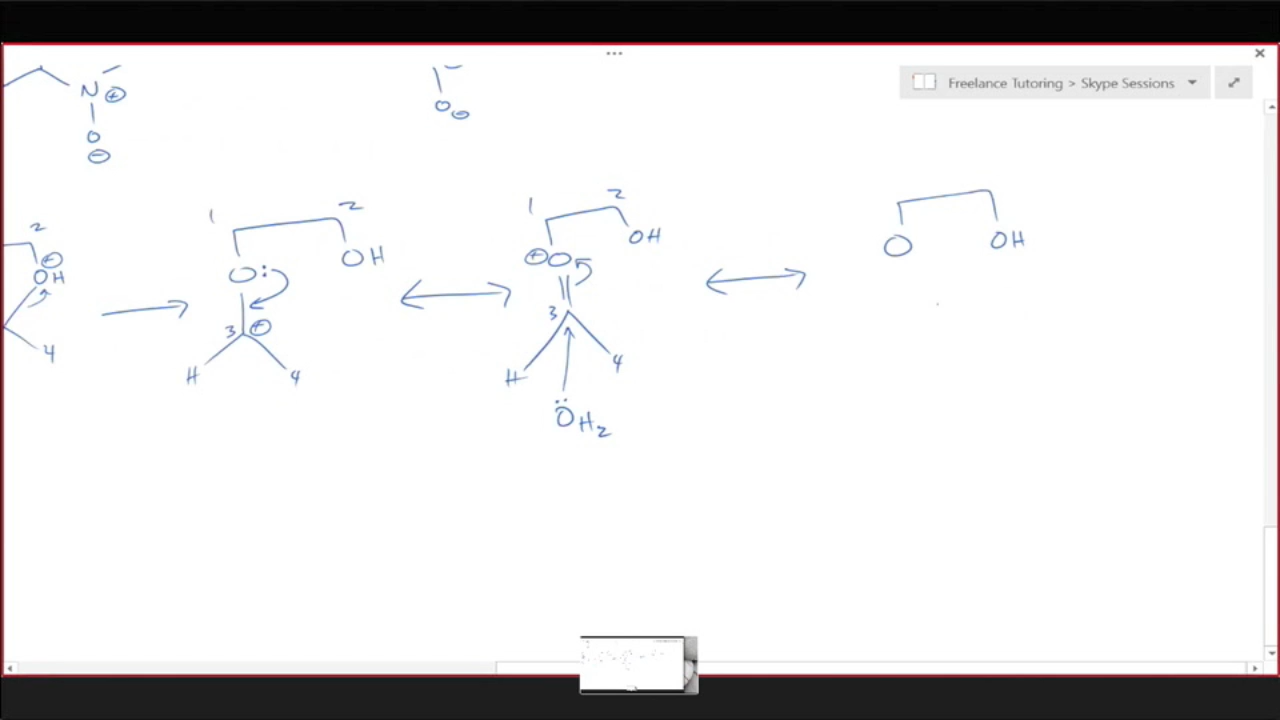 Freelance Tutoring > Skype Sessions
N ⊕
O
⊖
O ⊖
2
⊕
OH
4
1 2
O: OH
3 ⊕
H 4
1 2
OH
⊕O
3
H 4
ÖH2
O OH